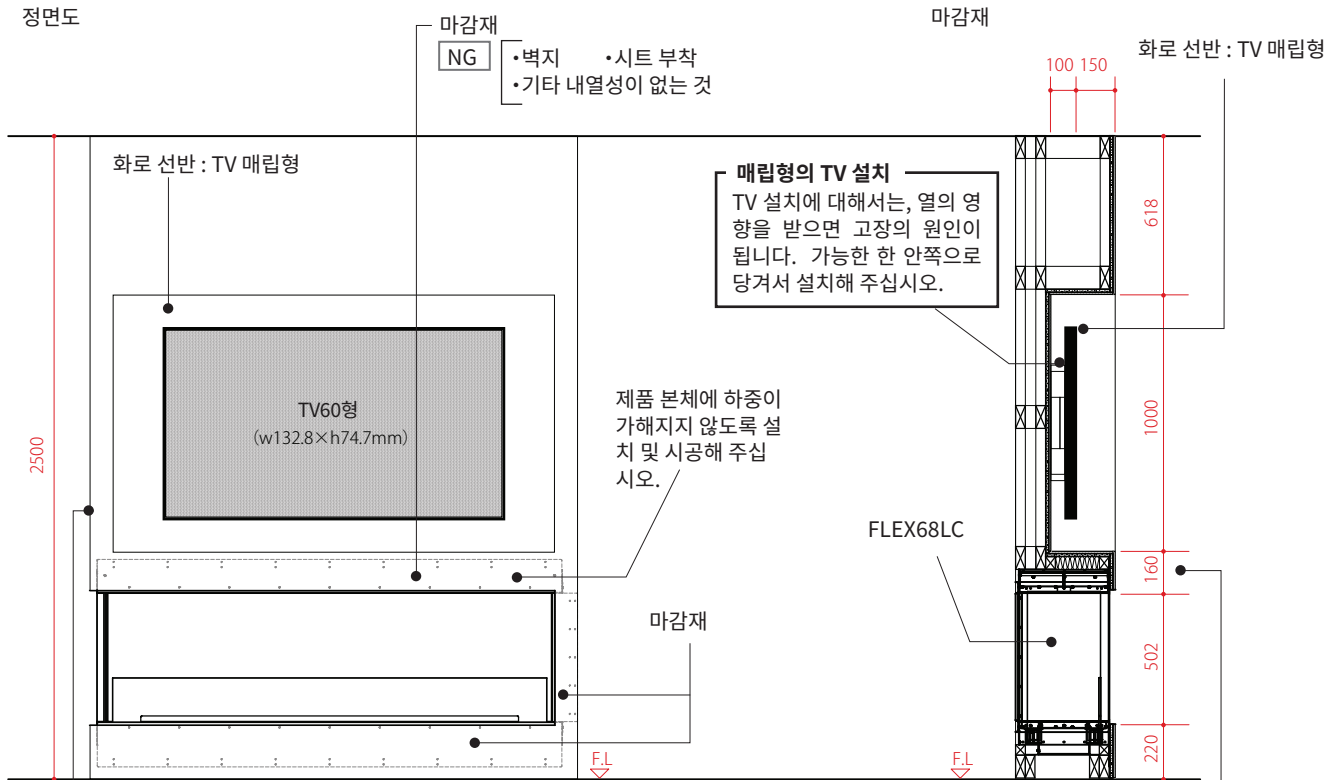 정면도
마감재
NG
・벽지 ・시트 부착
・기타 내열성이 없는 것
마감재
화로 선반 : TV 매립형
100 150
화로 선반 : TV 매립형
매립형의 TV 설치
TV 설치에 대해서는, 열의 영
향을 받으면 고장의 원인이
됩니다. 가능한 한 안쪽으로
당겨서 설치해 주십시오.
618
TV60형
(w132.8×h74.7mm)
제품 본체에 하중이
가해지지 않도록 설
치 및 시공해 주십
시오.
2500
1000
FLEX68LC
160
마감재
502
220
F.L
F.L